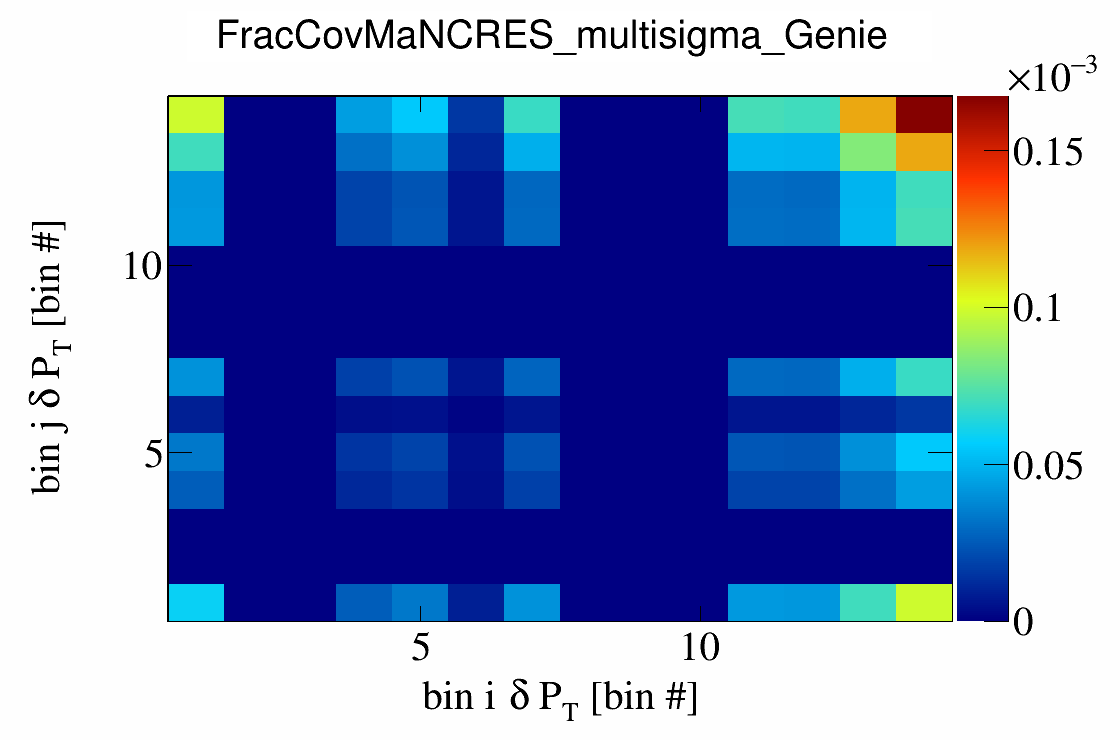 FracCovMaNCRES_multisigma_Genie
×10⁻³
0.15
0.1
0.05
0
10
5
bin j δ P_T [bin #]
5 10
bin i δ P_T [bin #]